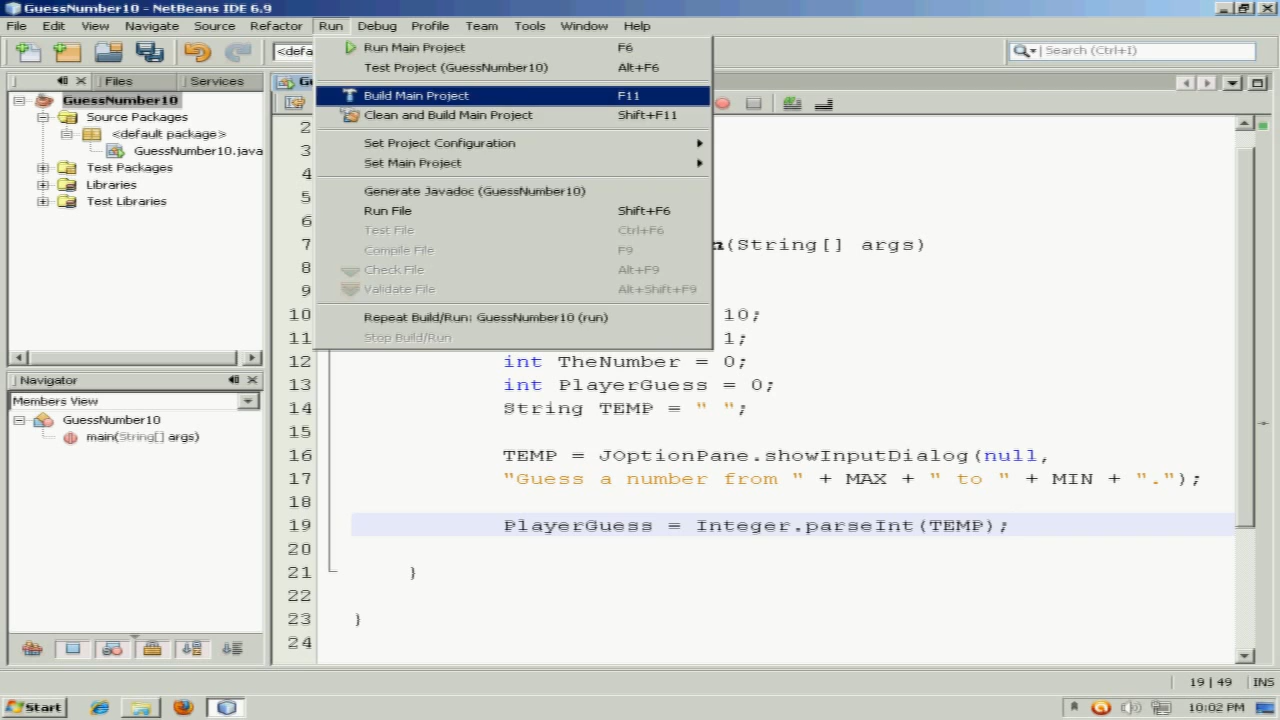 GuessNumber10 - NetBeans IDE 6.9
File Edit View Navigate Source Refactor Run Debug Profile Team Tools Window Help
<defa
Search (Ctrl+I)
Run Main Project F6
Test Project (GuessNumber10) Alt+F6
Build Main Project F11
Clean and Build Main Project Shift+F11
Set Project Configuration
Set Main Project
Generate Javadoc (GuessNumber10)
Run File Shift+F6
Test File Ctrl+F6
Compile File F9
Check File Alt+F9
Validate File Alt+Shift+F9
Repeat Build/Run: GuessNumber10 (run)
Stop Build/Run
Files Services
GuessNumber10
Source Packages
<default package>
GuessNumber10.java
Test Packages
Libraries
Test Libraries
Navigator
Members View
GuessNumber10
main(String[] args)
2
3
4
5
6
7 (String[] args)
8
9
10 10;
11 1;
12 int TheNumber = 0;
13 int PlayerGuess = 0;
14 String TEMP = " ";
15
16 TEMP = JOptionPane.showInputDialog(null,
17 "Guess a number from " + MAX + " to " + MIN + ".");
18
19 PlayerGuess = Integer.parseInt(TEMP);
20
21 }
22
23 }
24
19 | 49 INS
Start
10:02 PM